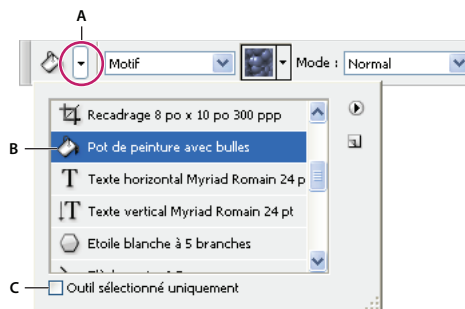 A
Motif
Mode :
Normal
Recadrage 8 po x 10 po 300 ppp
B
Pot de peinture avec bulles
Texte horizontal Myriad Romain 24 p
Texte vertical Myriad Romain 24 pt
Etoile blanche à 5 branches
C
Outil sélectionné uniquement